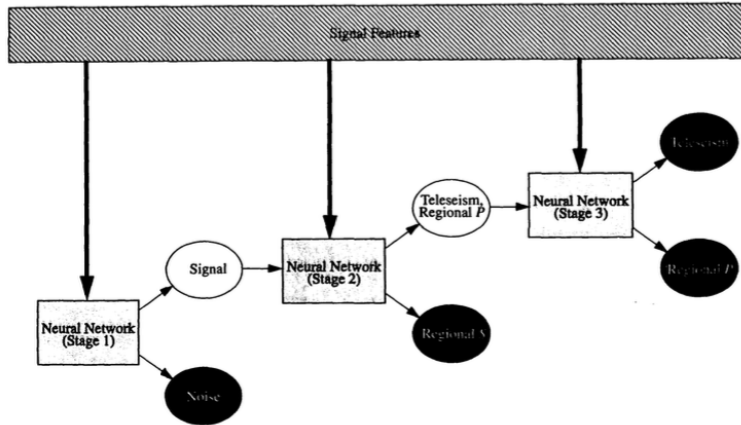 Signal Features
Teleseism
Teleseism,
Regional P
Neural Network
(Stage 3)
Signal
Neural Network
(Stage 2)
Regional P
Neural Network
(Stage 1)
Regional S
Noise